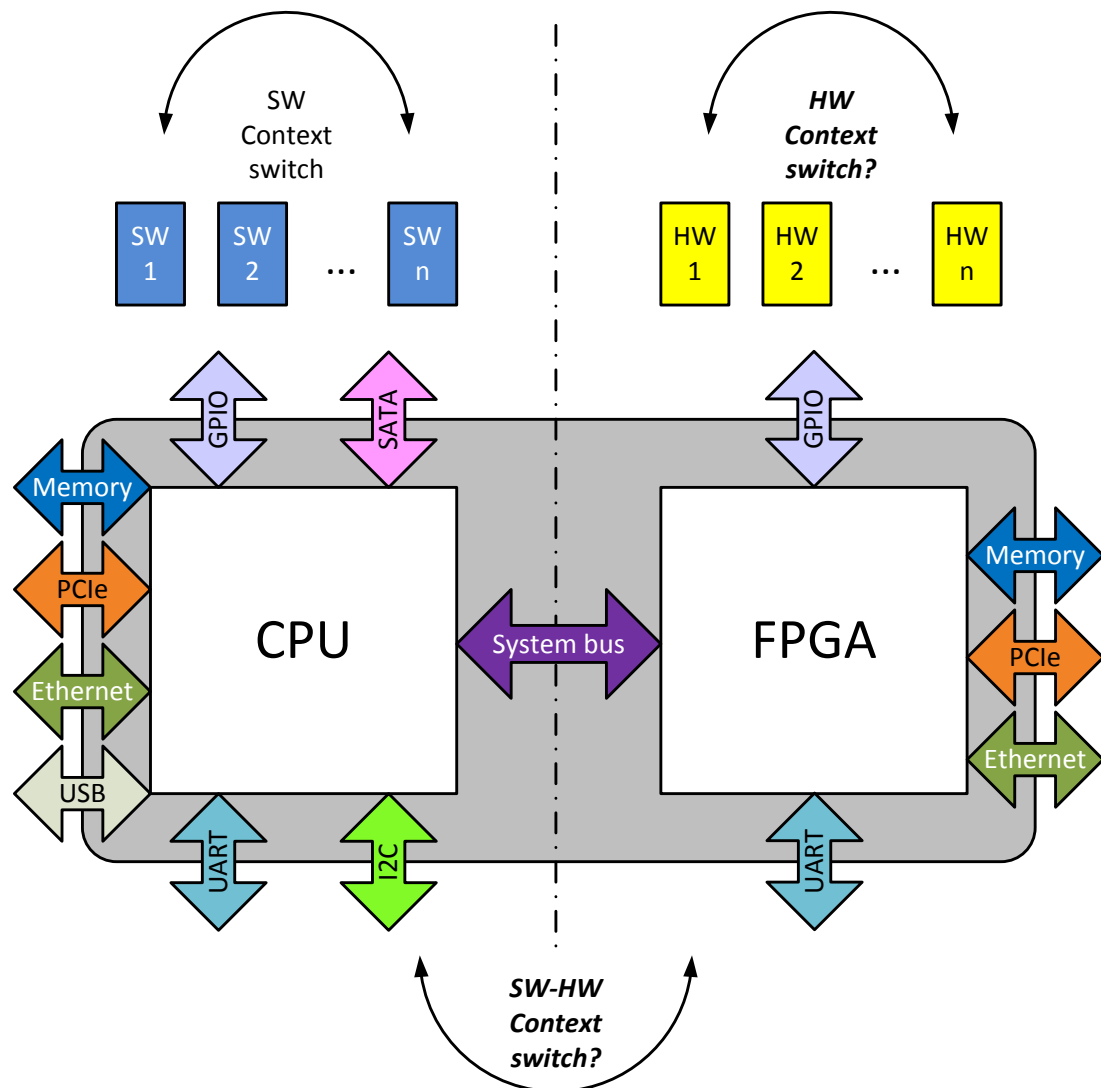 SW
Context
switch
HW
Context
switch?
SW
1
SW
2
...
SW
n
HW
1
HW
2
...
HW
n
GPIO
SATA
GPIO
Memory
PCIe
Ethernet
USB
CPU
System bus
FPGA
Memory
PCIe
Ethernet
UART
I2C
UART
SW-HW
Context
switch?